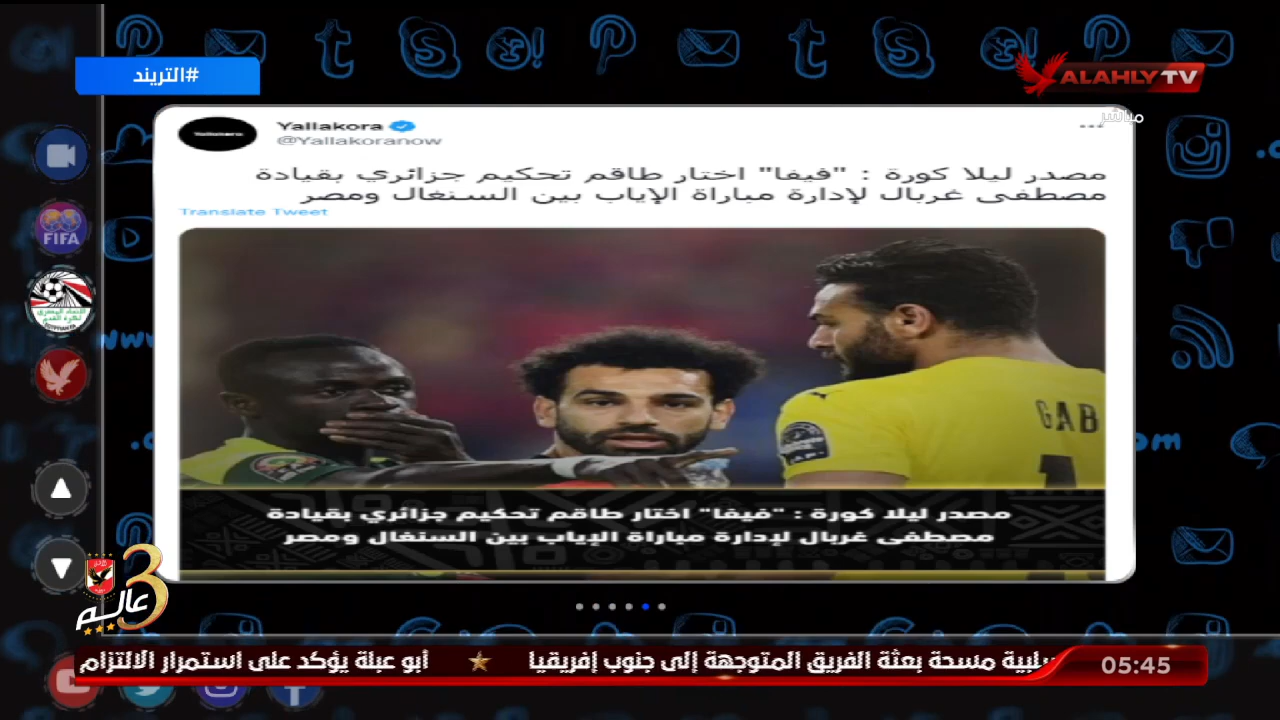 #التريند
ALAHLY TV
مباشر
Yallakora
@Yallakoranow
مصدر ليلا كورة : "فيفا" اختار طاقم تحكيم جزائري بقيادة
مصطفى غربال لإدارة مباراة الإياب بين السنغال ومصر
Translate Tweet
FIFA
GAB
1
مصدر ليلا كورة : "فيفا" اختار طاقم تحكيم جزائري بقيادة
مصطفى غربال لإدارة مباراة الإياب بين السنغال ومصر
3 عالم
سلبية مسحة بعثة الفريق المتوجهة إلى جنوب إفريقيا ★ أبو عبلة يؤكد على استمرار الالتزام
05:45